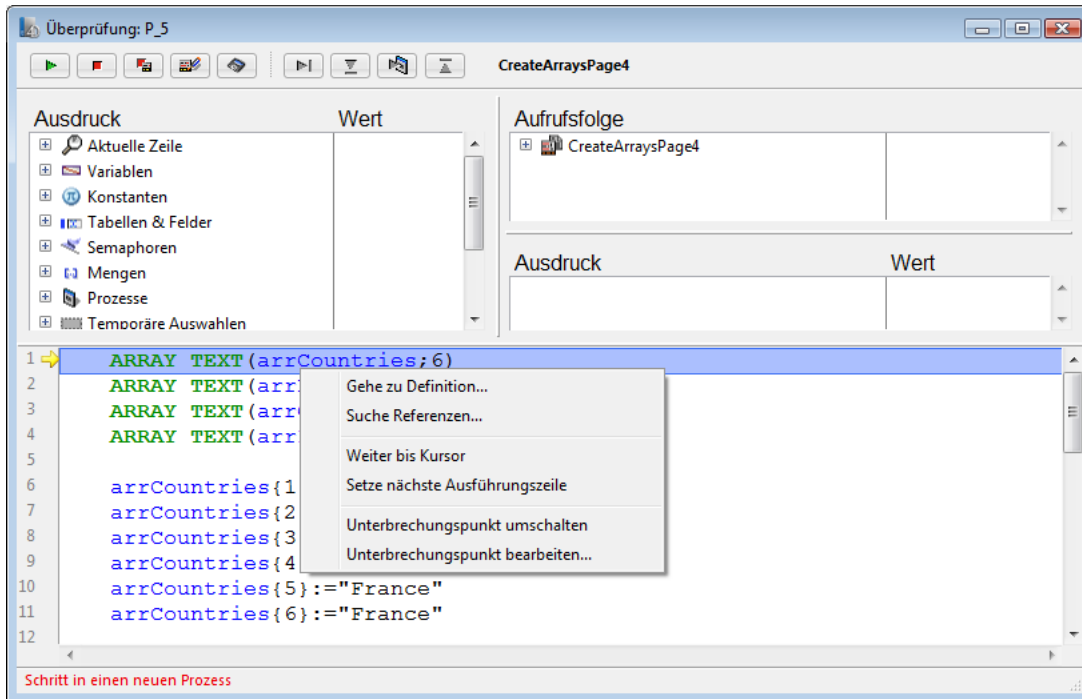 Überprüfung: P_5
CreateArraysPage4
Ausdruck Wert
Aktuelle Zeile
Variablen
Konstanten
Tabellen & Felder
Semaphoren
Mengen
Prozesse
Temporäre Auswahlen
Aufrufsfolge
CreateArraysPage4
Ausdruck Wert
1 ARRAY TEXT(arrCountries;6)
2 ARRAY TEXT(arr
3 ARRAY TEXT(arr
4 ARRAY TEXT(arr
5
6 arrCountries{1
7 arrCountries{2
8 arrCountries{3
9 arrCountries{4
10 arrCountries{5}:="France"
11 arrCountries{6}:="France"
12
Gehe zu Definition...
Suche Referenzen...
Weiter bis Kursor
Setze nächste Ausführungszeile
Unterbrechungspunkt umschalten
Unterbrechungspunkt bearbeiten...
Schritt in einen neuen Prozess